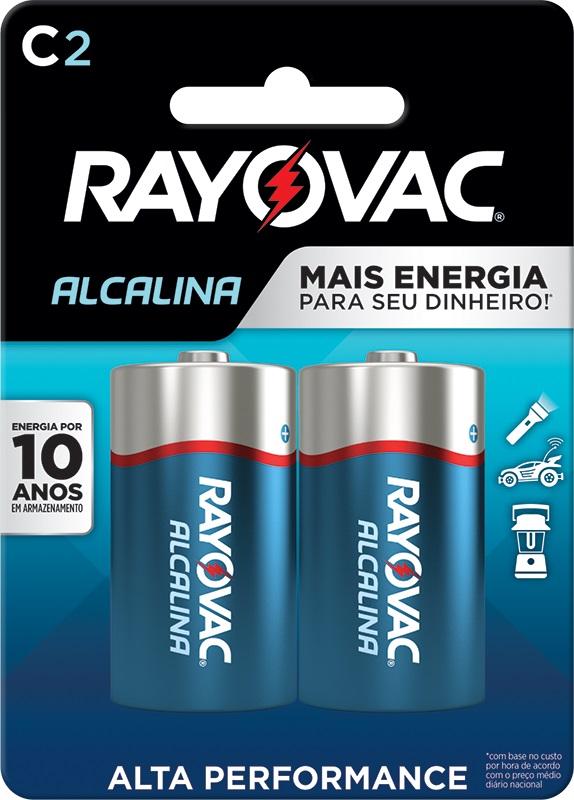 C2
RAYOVAC®
ALCALINA
MAIS ENERGIA
PARA SEU DINHEIRO!*
ENERGIA POR
10
ANOS
EM ARMAZENAMENTO
+
+
RAYOVAC®
ALCALINA
RAYOVAC®
ALCALINA
ALTA PERFORMANCE
*com base no custo
por hora de acordo
com o preço médio
diário nacional